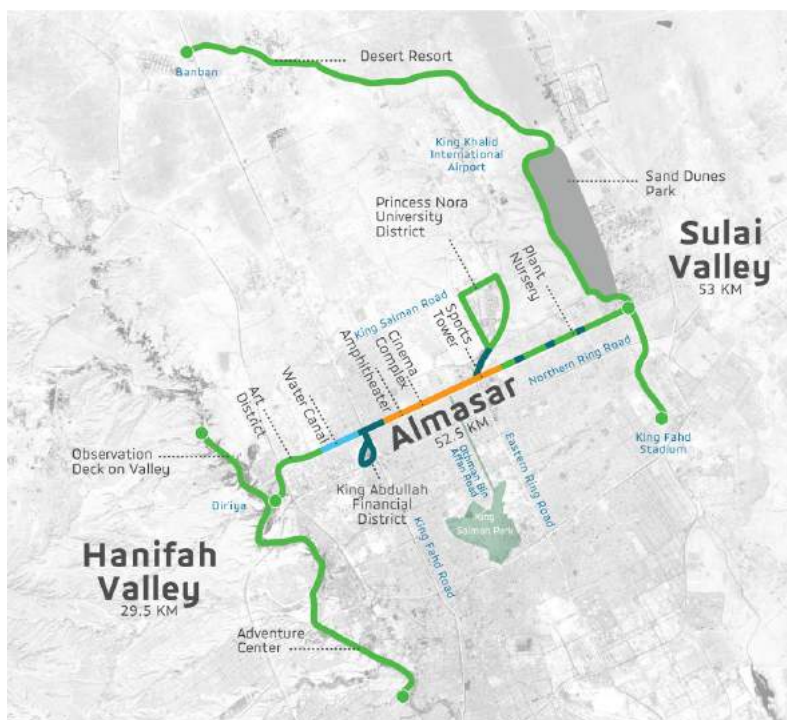 Desert Resort
Banban
King Khalid
International
Airport
Sand Dunes
Park
Princess Nora
University
District
Sulai
Valley
53 KM
Plant
Nursery
King Salman Road
Sports
Tower
Cinema
Complex
Amphitheater
Northern Ring Road
Water Canal
Art
District
Almasar
52.5 KM
King Fahd
Stadium
Observation
Deck on Valley
Othman Bin
Affan Road
Eastern Ring Road
Diriya
King Abdullah
Financial
District
King
Salman Park
King Fahd Road
Hanifah
Valley
29.5 KM
Adventure
Center